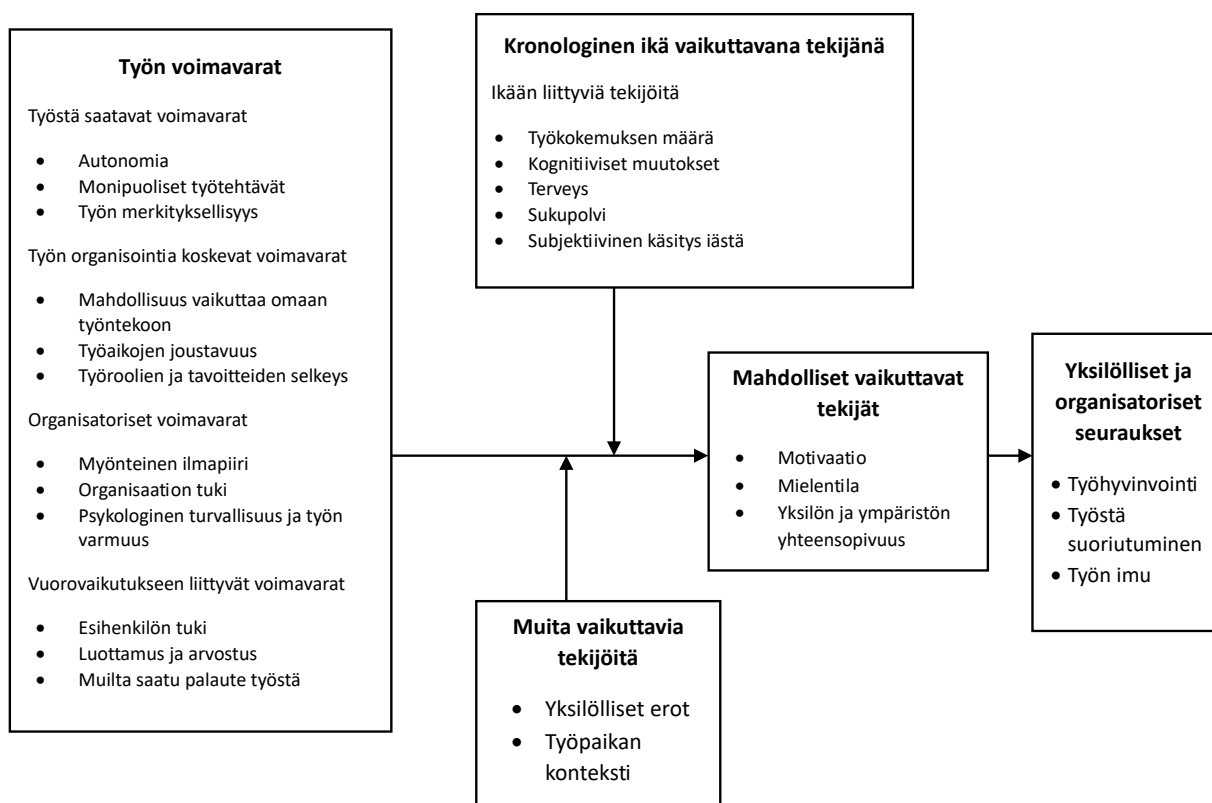 Työn voimavarat
Työstä saatavat voimavarat
• Autonomia
• Monipuoliset työtehtävät
• Työn merkityksellisyys
Työn organisointia koskevat voimavarat
• Mahdollisuus vaikuttaa omaan
työntekoon
• Työaikojen joustavuus
• Työroolien ja tavoitteiden selkeys
Organisatoriset voimavarat
• Myönteinen ilmapiiri
• Organisaation tuki
• Psykologinen turvallisuus ja työn
varmuus
Vuorovaikutukseen liittyvät voimavarat
• Esihenkilön tuki
• Luottamus ja arvostus
• Muilta saatu palaute työstä
Kronologinen ikä vaikuttavana tekijänä
Ikään liittyviä tekijöitä
• Työkokemuksen määrä
• Kognitiiviset muutokset
• Terveys
• Sukupolvi
• Subjektiivinen käsitys iästä
Muita vaikuttavia
tekijöitä
• Yksilölliset erot
• Työpaikan
konteksti
Mahdolliset vaikuttavat
tekijät
• Motivaatio
• Mielentila
• Yksilön ja ympäristön
yhteensopivuus
Yksilölliset ja
organisatoriset
seuraukset
• Työhyvinvointi
• Työstä
suoriutuminen
• Työn imu